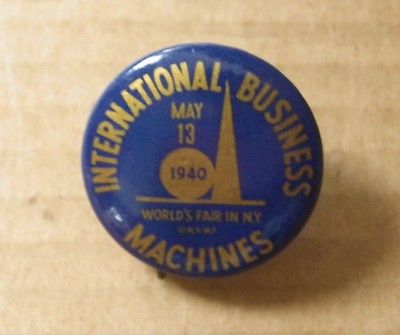 INTERNATIONAL BUSINESS
MAY
13
1940
WORLD'S FAIR IN N.Y.
© N.Y.W.F.
MACHINES